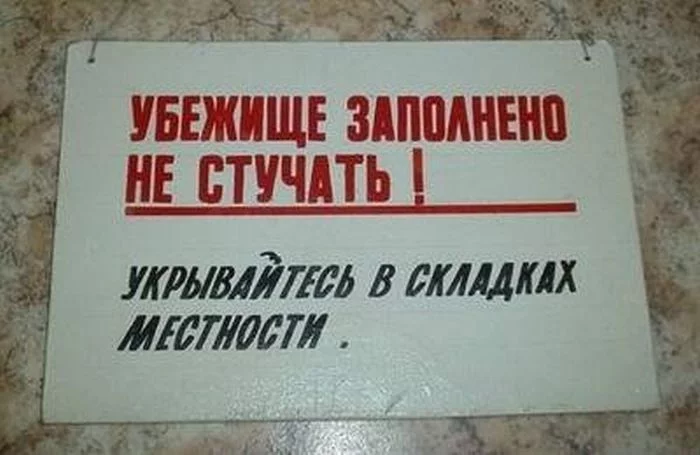 УБЕЖИЩЕ ЗАПОЛНЕНО
НЕ СТУЧАТЬ !
УКРЫВАЙТЕСЬ В СКЛАДКАХ
МЕСТНОСТИ .